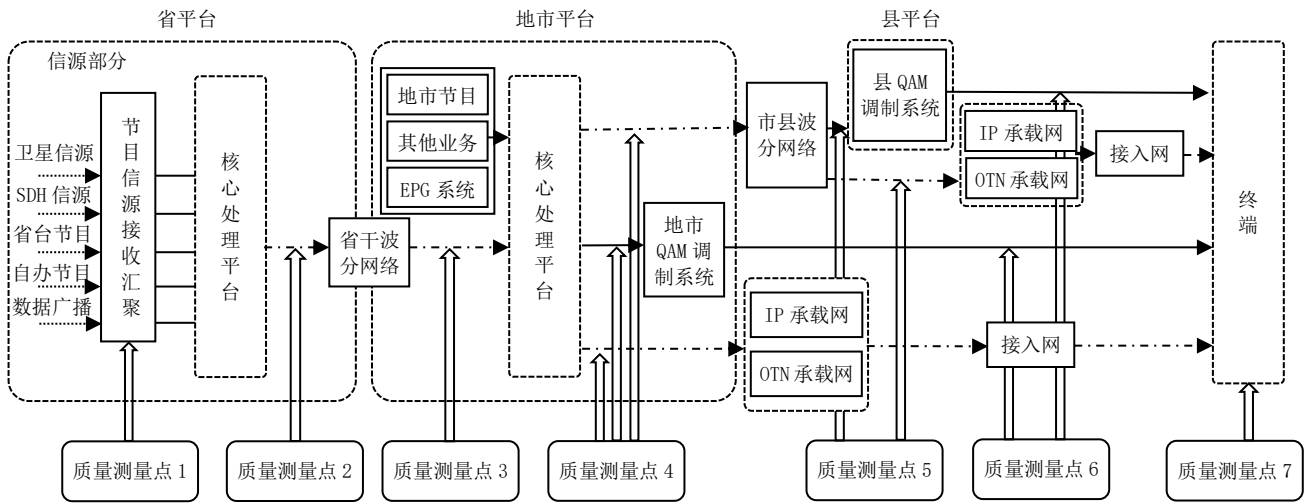 省平台
地市平台
县平台
信源部分
卫星信源
SDH 信源
省台节目
自办节目
数据广播
节目信源接收汇聚
核心处理平台
省干波
分网络
地市节目
其他业务
EPG 系统
核心处理平台
地市
QAM 调
制系统
市县波
分网络
县 QAM
调制系统
IP 承载网
OTN 承载网
接入网
IP 承载网
OTN 承载网
接入网
终端
质量测量点 1
质量测量点 2
质量测量点 3
质量测量点 4
质量测量点 5
质量测量点 6
质量测量点 7